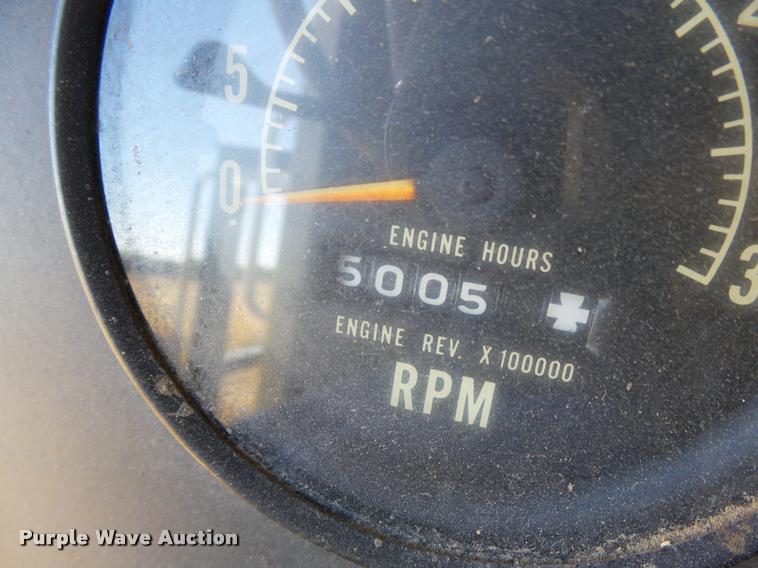 5
0
3
ENGINE HOURS
5005
ENGINE REV. X 100000
RPM
Purple Wave Auction